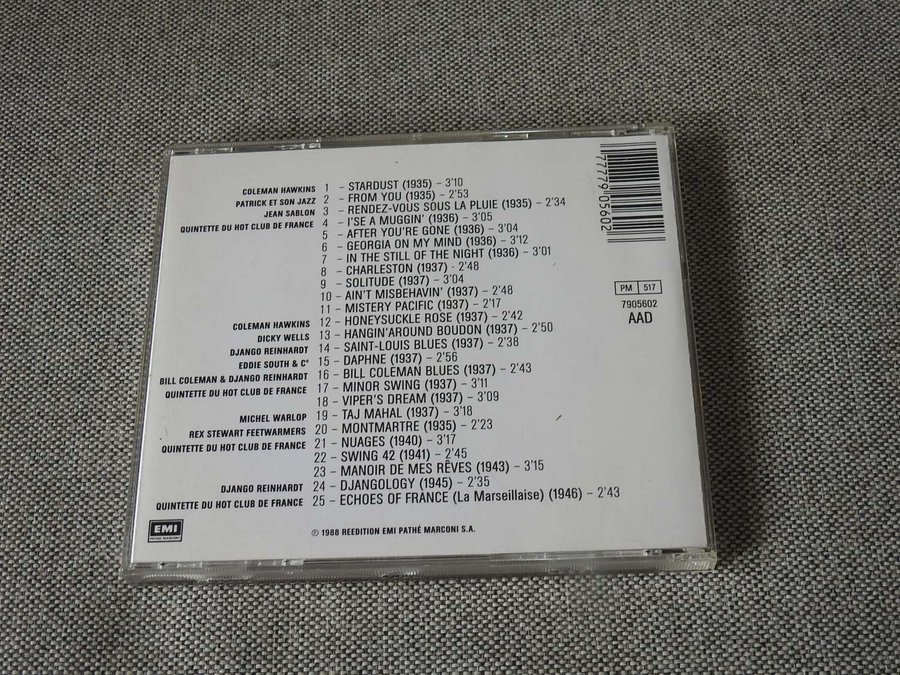 COLEMAN HAWKINS 1 – STARDUST (1935) – 3'10
PATRICK ET SON JAZZ 2 – FROM YOU (1935) – 2'53
JEAN SABLON 3 – RENDEZ-VOUS SOUS LA PLUIE (1935) – 2'34
QUINTETTE DU HOT CLUB DE FRANCE 4 – I'SE A MUGGIN' (1936) – 3'05
5 – AFTER YOU'RE GONE (1936) – 3'04
6 – GEORGIA ON MY MIND (1936) – 3'12
7 – IN THE STILL OF THE NIGHT (1936) – 3'01
8 – CHARLESTON (1937) – 2'48
9 – SOLITUDE (1937) – 3'04
10 – AIN'T MISBEHAVIN' (1937) – 2'48
11 – MISTERY PACIFIC (1937) – 2'17
COLEMAN HAWKINS 12 – HONEYSUCKLE ROSE (1937) – 2'42
DICKY WELLS 13 – HANGIN'AROUND BOUDON (1937) – 2'50
DJANGO REINHARDT 14 – SAINT-LOUIS BLUES (1937) – 2'38
EDDIE SOUTH & C° 15 – DAPHNE (1937) – 2'56
BILL COLEMAN & DJANGO REINHARDT 16 – BILL COLEMAN BLUES (1937) – 2'43
QUINTETTE DU HOT CLUB DE FRANCE 17 – MINOR SWING (1937) – 3'11
18 – VIPER'S DREAM (1937) – 3'09
MICHEL WARLOP 19 – TAJ MAHAL (1937) – 3'18
REX STEWART FEETWARMERS 20 – MONTMARTRE (1935) – 2'23
QUINTETTE DU HOT CLUB DE FRANCE 21 – NUAGES (1940) – 3'17
22 – SWING 42 (1941) – 2'45
23 – MANOIR DE MES RÊVES (1943) – 3'15
DJANGO REINHARDT 24 – DJANGOLOGY (1945) – 2'35
QUINTETTE DU HOT CLUB DE FRANCE 25 – ECHOES OF FRANCE (La Marseillaise) (1946) – 2'43
77779 05602
PM 517
7905602
AAD
EMI
PATHÉ MARCONI
℗ 1988 REEDITION EMI PATHÉ MARCONI S.A.